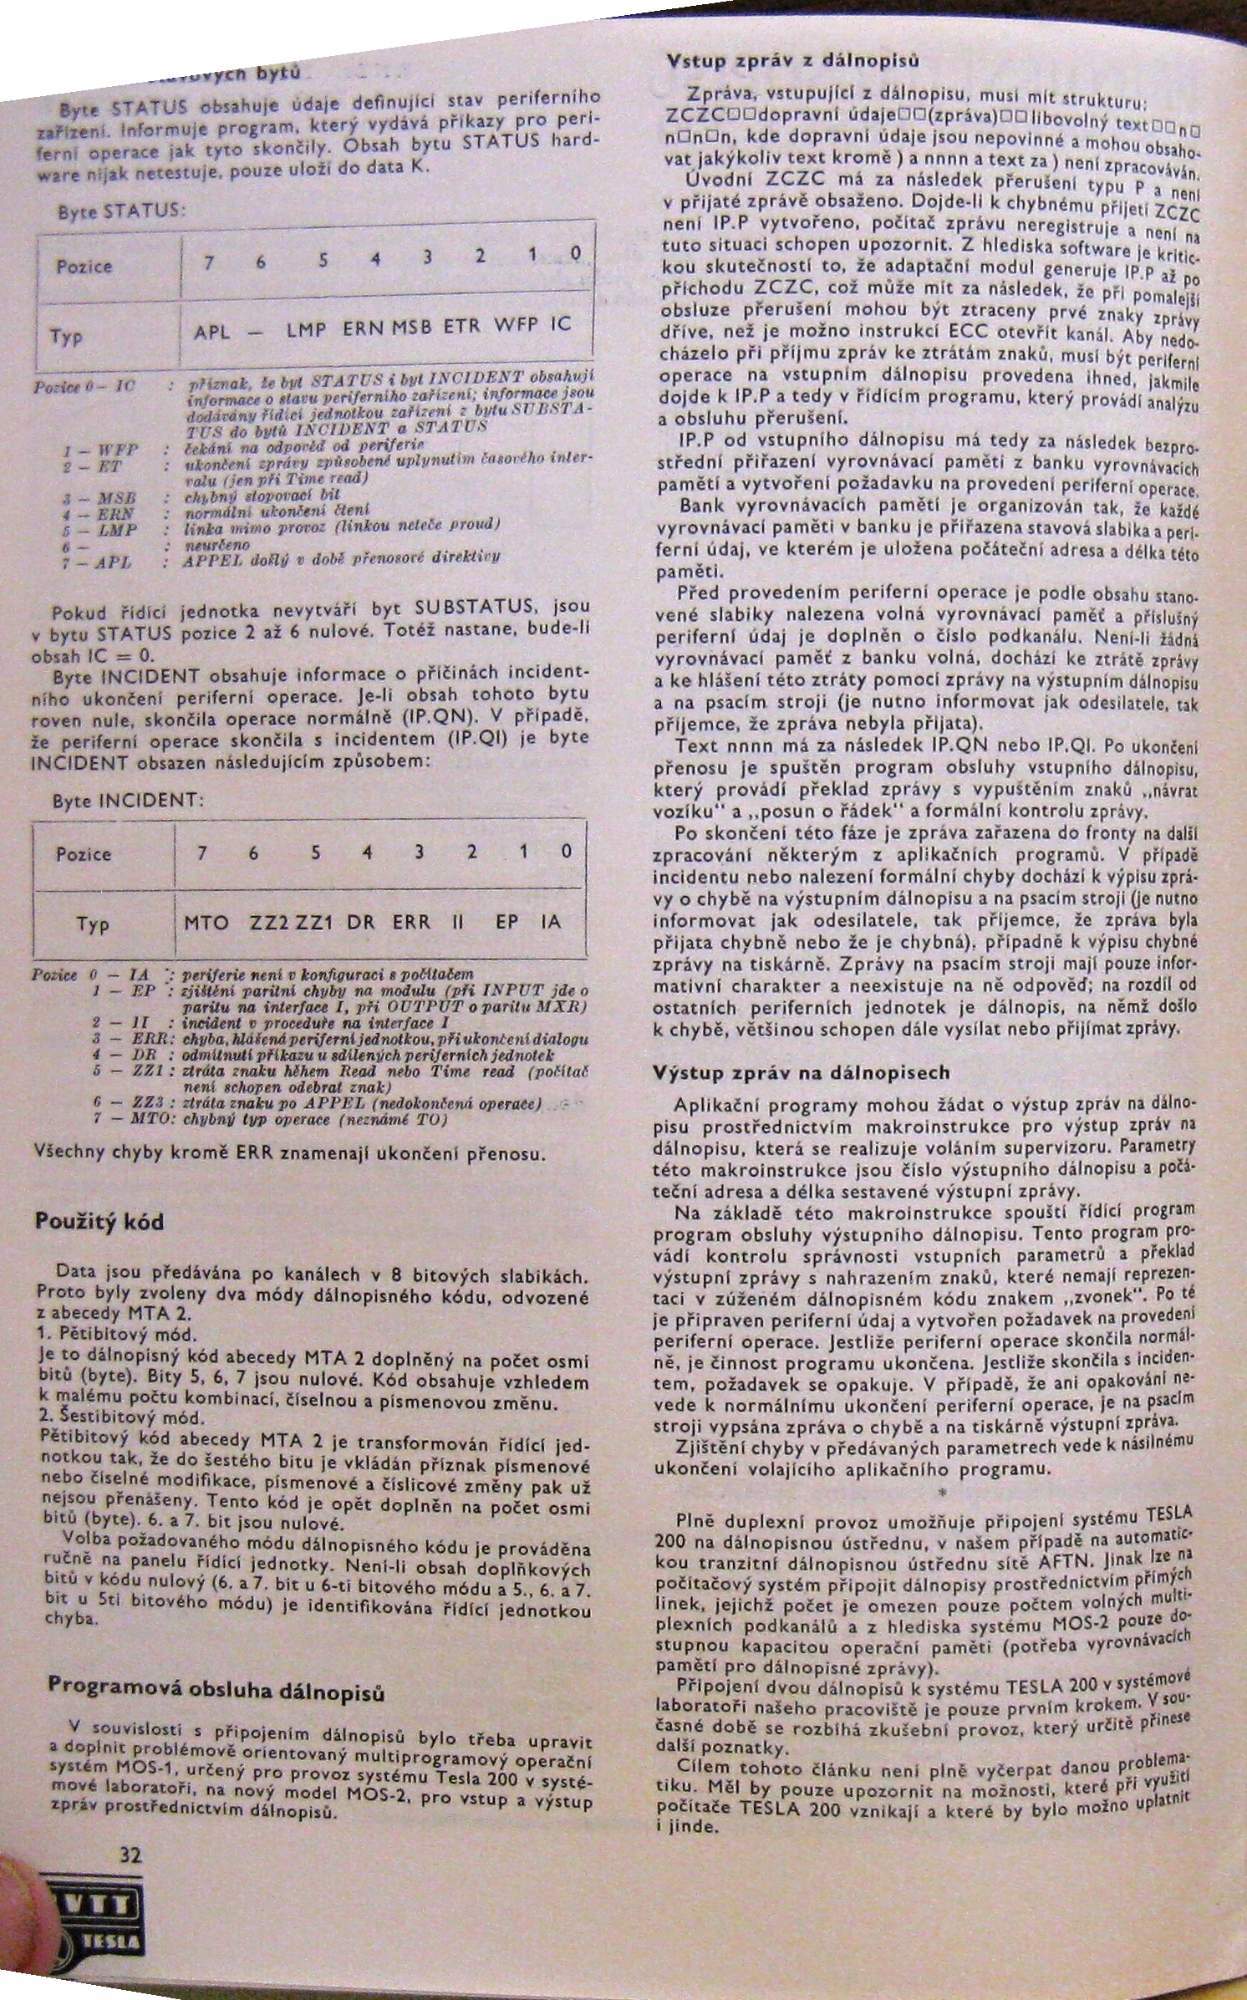 bytů
Byte STATUS obsahuje údaje definující stav periferního
zařízení. Informuje program, který vydává příkazy pro peri-
ferní operace jak tyto skončily. Obsah bytu STATUS hard-
ware nijak netestuje, pouze uloží do data K.
Byte STATUS:
Pozice 7 6 5 4 3 2 1 0
Typ APL — LMP ERN MSB ETR WFP IC
Pozice 0 — IC : příznak, že byt STATUS i byt INCIDENT obsahují
informace o stavu periferního zařízení; informace jsou
dodávány řídicí jednotkou zařízení z bytu SUBSTA-
TUS do bytů INCIDENT a STATUS
1 — WFP : čekání na odpověd od periferie
2 — ET : ukončení zprávy způsobené uplynutím časového inter-
valu (jen při Time read)
3 — MSB : chybný stopovací bit
4 — ERN : normální ukončení čtení
5 — LMP : linka mimo provoz (linkou neteče proud)
6 — : neurčeno
7 — APL : APPEL došlý v době přenosové direktivy
Pokud řídící jednotka nevytváří byt SUBSTATUS, jsou
v bytu STATUS pozice 2 až 6 nulové. Totéž nastane, bude-li
obsah IC = 0.
Byte INCIDENT obsahuje informace o příčinách incident-
ního ukončení periferní operace. Je-li obsah tohoto bytu
roven nule, skončila operace normálně (IP.QN). V případě,
že periferní operace skončila s incidentem (IP.QI) je byte
INCIDENT obsazen následujícím způsobem:
Byte INCIDENT:
Pozice 7 6 5 4 3 2 1 0
Typ MTO ZZ2 ZZ1 DR ERR II EP IA
Pozice 0 — IA : periferie není v konfiguraci s počítačem
1 — EP : zjištění paritní chyby na modulu (při INPUT jde o
paritu na interface I, při OUTPUT o paritu MXR)
2 — II : incident v proceduře na interface I
3 — ERR: chyba, hlášená periferní jednotkou, při ukončení dialogu
4 — DR : odmítnutí příkazu u sdílených periferních jednotek
5 — ZZ1 : ztráta znaku během Read nebo Time read (počítač
není schopen odebrat znak)
6 — ZZ3 : ztráta znaku po APPEL (nedokončená operace)
7 — MTO: chybný typ operace (neznámé TO)
Všechny chyby kromě ERR znamenají ukončení přenosu.
Použitý kód
Data jsou předávána po kanálech v 8 bitových slabikách.
Proto byly zvoleny dva módy dálnopisného kódu, odvozené
z abecedy MTA 2.
1. Pětibitový mód.
Je to dálnopisný kód abecedy MTA 2 doplněný na počet osmi
bitů (byte). Bity 5, 6, 7 jsou nulové. Kód obsahuje vzhledem
k malému počtu kombinací, číselnou a písmenovou změnu.
2. Šestibitový mód.
Pětibitový kód abecedy MTA 2 je transformován řídící jed-
notkou tak, že do šestého bitu je vkládán příznak písmenové
nebo číselné modifikace, písmenové a číslicové změny pak už
nejsou přenášeny. Tento kód je opět doplněn na počet osmi
bitů (byte). 6. a 7. bit jsou nulové.
Volba požadovaného módu dálnopisného kódu je prováděna
ručně na panelu řídící jednotky. Není-li obsah doplňkových
bitů v kódu nulový (6. a 7. bit u 6-ti bitového módu a 5., 6. a 7.
bit u 5ti bitového módu) je identifikována řídící jednotkou
chyba.
Programová obsluha dálnopisů
V souvislosti s připojením dálnopisů bylo třeba upravit
a doplnit problémově orientovaný multiprogramový operační
systém MOS-1, určený pro provoz systému Tesla 200 v systé-
mové laboratoři, na nový model MOS-2, pro vstup a výstup
zpráv prostřednictvím dálnopisů.
32
VTT
TESLA
Vstup zpráv z dálnopisů
Zpráva, vstupující z dálnopisu, musí mít strukturu:
ZCZC□□dopravní údaje□□(zpráva)□□libovolný text□□n□
n□n□n, kde dopravní údaje jsou nepovinné a mohou obsaho-
vat jakýkoliv text kromě ) a nnnn a text za ) není zpracováván.
Úvodní ZCZC má za následek přerušení typu P a není
v přijaté zprávě obsaženo. Dojde-li k chybnému přijetí ZCZC
není IP.P vytvořeno, počítač zprávu neregistruje a není na
tuto situaci schopen upozornit. Z hlediska software je kritic-
kou skutečností to, že adaptační modul generuje IP.P až po
příchodu ZCZC, což může mít za následek, že při pomalejší
obsluze přerušení mohou být ztraceny prvé znaky zprávy
dříve, než je možno instrukcí ECC otevřít kanál. Aby nedo-
cházelo při příjmu zpráv ke ztrátám znaků, musí být periferní
operace na vstupním dálnopisu provedena ihned, jakmile
dojde k IP.P a tedy v řídicím programu, který provádí analýzu
a obsluhu přerušení.
IP.P od vstupního dálnopisu má tedy za následek bezpro-
střední přiřazení vyrovnávací paměti z banku vyrovnávacích
pamětí a vytvoření požadavku na provedení periferní operace.
Bank vyrovnávacích pamětí je organizován tak, že každé
vyrovnávací paměti v banku je přiřazena stavová slabika a peri-
ferní údaj, ve kterém je uložena počáteční adresa a délka této
paměti.
Před provedením periferní operace je podle obsahu stano-
vené slabiky nalezena volná vyrovnávací paměť a příslušný
periferní údaj je doplněn o číslo podkanálu. Není-li žádná
vyrovnávací paměť z banku volná, dochází ke ztrátě zprávy
a ke hlášení této ztráty pomocí zprávy na výstupním dálnopisu
a na psacím stroji (je nutno informovat jak odesilatele, tak
příjemce, že zpráva nebyla přijata).
Text nnnn má za následek IP.QN nebo IP.QI. Po ukončení
přenosu je spuštěn program obsluhy vstupního dálnopisu,
který provádí překlad zprávy s vypuštěním znaků „návrat
vozíku“ a „posun o řádek“ a formální kontrolu zprávy.
Po skončení této fáze je zpráva zařazena do fronty na další
zpracování některým z aplikačních programů. V případě
incidentu nebo nalezení formální chyby dochází k výpisu zprá-
vy o chybě na výstupním dálnopisu a na psacím stroji (je nutno
informovat jak odesilatele, tak příjemce, že zpráva byla
přijata chybně nebo že je chybná), případně k výpisu chybné
zprávy na tiskárně. Zprávy na psacím stroji mají pouze infor-
mativní charakter a neexistuje na ně odpověď; na rozdíl od
ostatních periferních jednotek je dálnopis, na němž došlo
k chybě, většinou schopen dále vysílat nebo přijímat zprávy.
Výstup zpráv na dálnopisech
Aplikační programy mohou žádat o výstup zpráv na dálno-
pisu prostřednictvím makroinstrukce pro výstup zpráv na
dálnopisu, která se realizuje voláním supervizoru. Parametry
této makroinstrukce jsou číslo výstupního dálnopisu a počá-
teční adresa a délka sestavené výstupní zprávy.
Na základě této makroinstrukce spouští řídící program
program obsluhy výstupního dálnopisu. Tento program pro-
vádí kontrolu správnosti vstupních parametrů a překlad
výstupní zprávy s nahrazením znaků, které nemají reprezen-
taci v zúženém dálnopisném kódu znakem „zvonek“. Po té
je připraven periferní údaj a vytvořen požadavek na provedení
periferní operace. Jestliže periferní operace skončila normál-
ně, je činnost programu ukončena. Jestliže skončila s inciden-
tem, požadavek se opakuje. V případě, že ani opakování ne-
vede k normálnímu ukončení periferní operace, je na psacím
stroji vypsána zpráva o chybě a na tiskárně výstupní zpráva.
Zjištění chyby v předávaných parametrech vede k násilnému
ukončení volajícího aplikačního programu.
*
Plně duplexní provoz umožňuje připojení systému TESLA
200 na dálnopisnou ústřednu, v našem případě na automatic-
kou tranzitní dálnopisnou ústřednu sítě AFTN. Jinak lze na
počítačový systém připojit dálnopisy prostřednictvím přímých
linek, jejichž počet je omezen pouze počtem volných multi-
plexních podkanálů a z hlediska systému MOS-2 pouze do-
stupnou kapacitou operační paměti (potřeba vyrovnávacích
pamětí pro dálnopisné zprávy).
Připojení dvou dálnopisů k systému TESLA 200 v systémové
laboratoři našeho pracoviště je pouze prvním krokem. V sou-
časné době se rozbíhá zkušební provoz, který určitě přinese
další poznatky.
Cílem tohoto článku není plně vyčerpat danou problema-
tiku. Měl by pouze upozornit na možnosti, které při využití
počítače TESLA 200 vznikají a které by bylo možno uplatnit
i jinde.